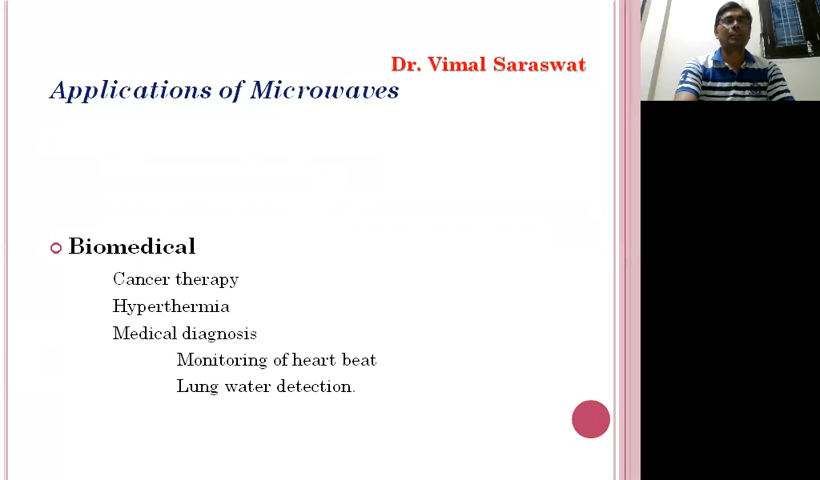 Dr. Vimal Saraswat
Applications of Microwaves
Biomedical
Cancer therapy
Hyperthermia
Medical diagnosis
Monitoring of heart beat
Lung water detection.